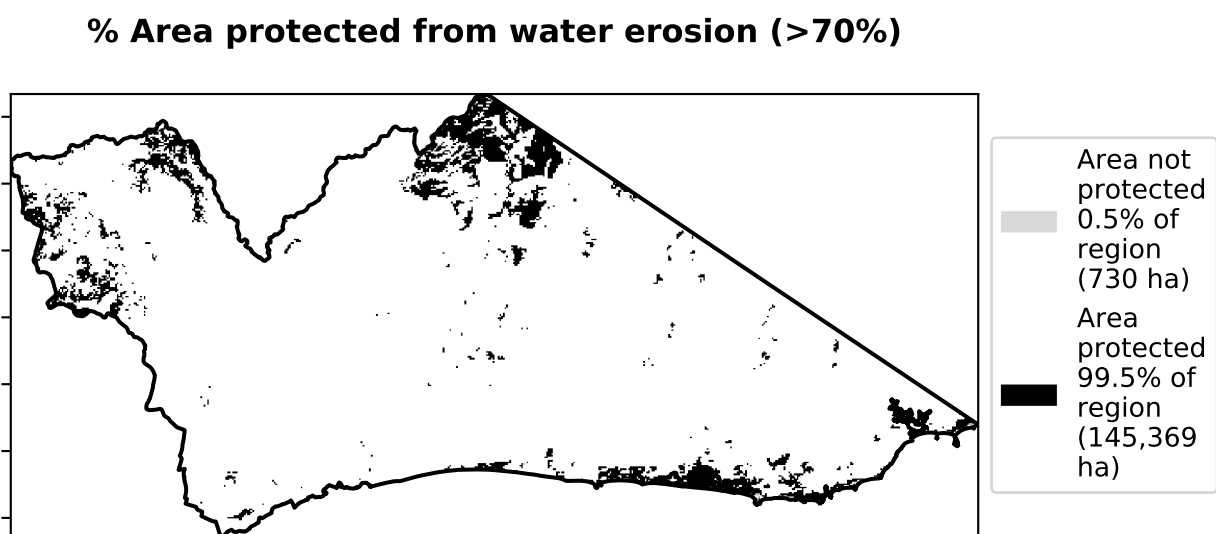 % Area protected from water erosion (>70%)
Area not
protected
0.5% of
region
(730 ha)
Area
protected
99.5% of
region
(145,369
ha)